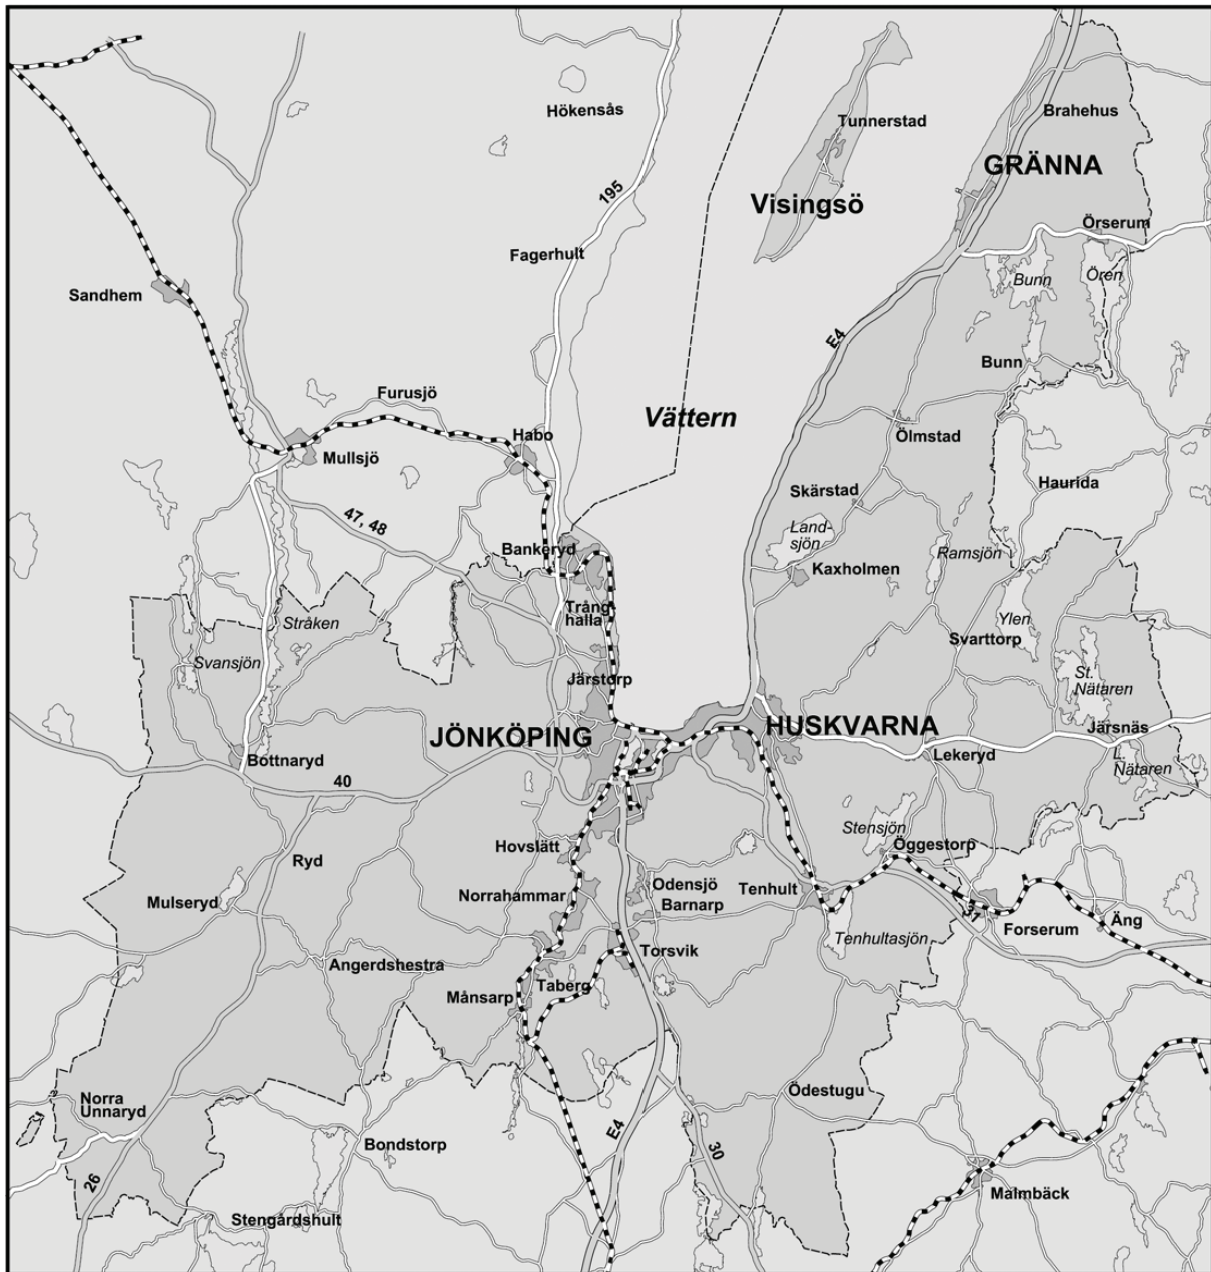 Hökensås
Tunnerstad
Brahehus
GRÄNNA
195
Visingsö
Örserum
Fagerhult
Bunn
Ören
Sandhem
E4
Bunn
Furusjö
Vättern
Habo
Ölmstad
Mullsjö
Haurida
Skärstad
47, 48
Land-
sjön
Bankeryd
Ramsjön
Kaxholmen
Trång-
halla
Stråken
Ylen
Svarttorp
Svansjön
St.
Nätaren
Järstorp
JÖNKÖPING
HUSKVARNA
Järsnäs
Bottnaryd
Lekeryd
L.
Nätaren
40
Stensjön
Hovslätt
Öggestorp
Ryd
Odensjö
Norrahammar
Tenhult
Mulseryd
Barnarp
31
Äng
Forserum
Tenhultasjön
Torsvik
Angerdshestra
Taberg
Månsarp
Ödestugu
Norra
Unnaryd
E4
Bondstorp
30
26
Malmbäck
Stengårdshult